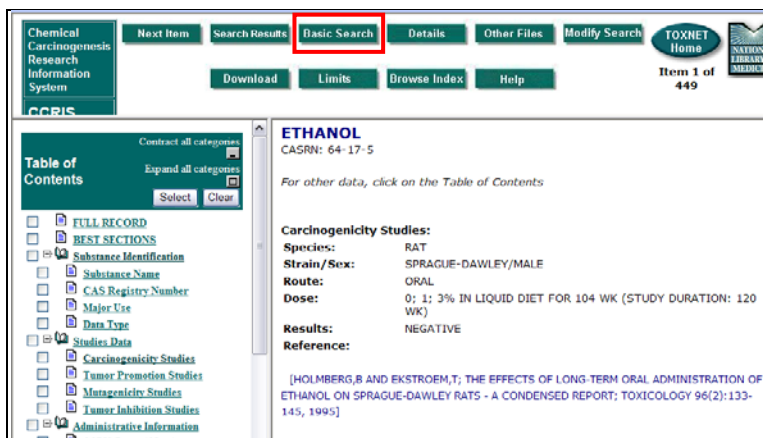 Chemical
Carcinogenesis
Research
Information
System
CCRIS
Next Item
Search Results
Basic Search
Details
Other Files
Modify Search
TOXNET
Home
NATIONAL
LIBRARY
MEDICINE
Download
Limits
Browse Index
Help
Item 1 of
449
Contract all categories
Table of
Contents
Expand all categories
Select Clear
FULL RECORD
BEST SECTIONS
Substance Identification
Substance Name
CAS Registry Number
Major Use
Data Type
Studies Data
Carcinogenicity Studies
Tumor Promotion Studies
Mutagenicity Studies
Tumor Inhibition Studies
Administrative Information
ETHANOL
CASRN: 64-17-5
For other data, click on the Table of Contents
Carcinogenicity Studies:
Species: RAT
Strain/Sex: SPRAGUE-DAWLEY/MALE
Route: ORAL
Dose: 0; 1; 3% IN LIQUID DIET FOR 104 WK (STUDY DURATION: 120
WK)
Results: NEGATIVE
Reference:
[HOLMBERG,B AND EKSTROEM,T; THE EFFECTS OF LONG-TERM ORAL ADMINISTRATION OF
ETHANOL ON SPRAGUE-DAWLEY RATS - A CONDENSED REPORT; TOXICOLOGY 96(2):133-
145, 1995]